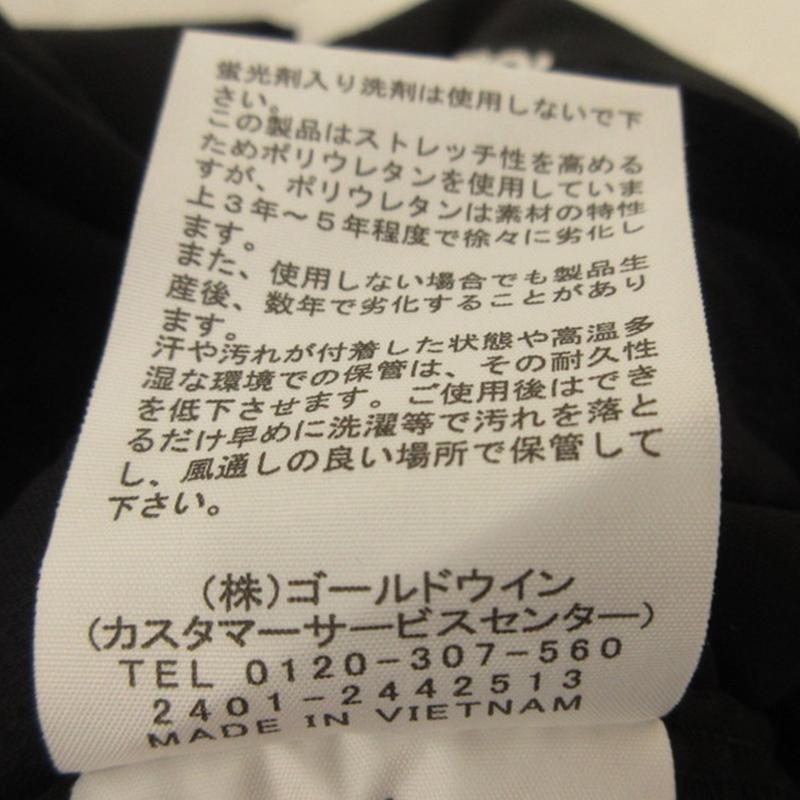 蛍光剤入り洗剤は使用しないで下
さい。
この製品はストレッチ性を高める
ためポリウレタンを使用していま
すが、ポリウレタンは素材の特性
上３年～５年程度で徐々に劣化し
ます。
また、使用しない場合でも製品生
産後、数年で劣化することがあり
ます。
汗や汚れが付着した状態や高温多
湿な環境での保管は、その耐久性
を低下させます。ご使用後はでき
るだけ早めに洗濯等で汚れを落と
し、風通しの良い場所で保管して
下さい。
(株)ゴールドウイン
(カスタマーサービスセンター)
TEL 0120-307-560
2401-2442513
MADE IN VIETNAM